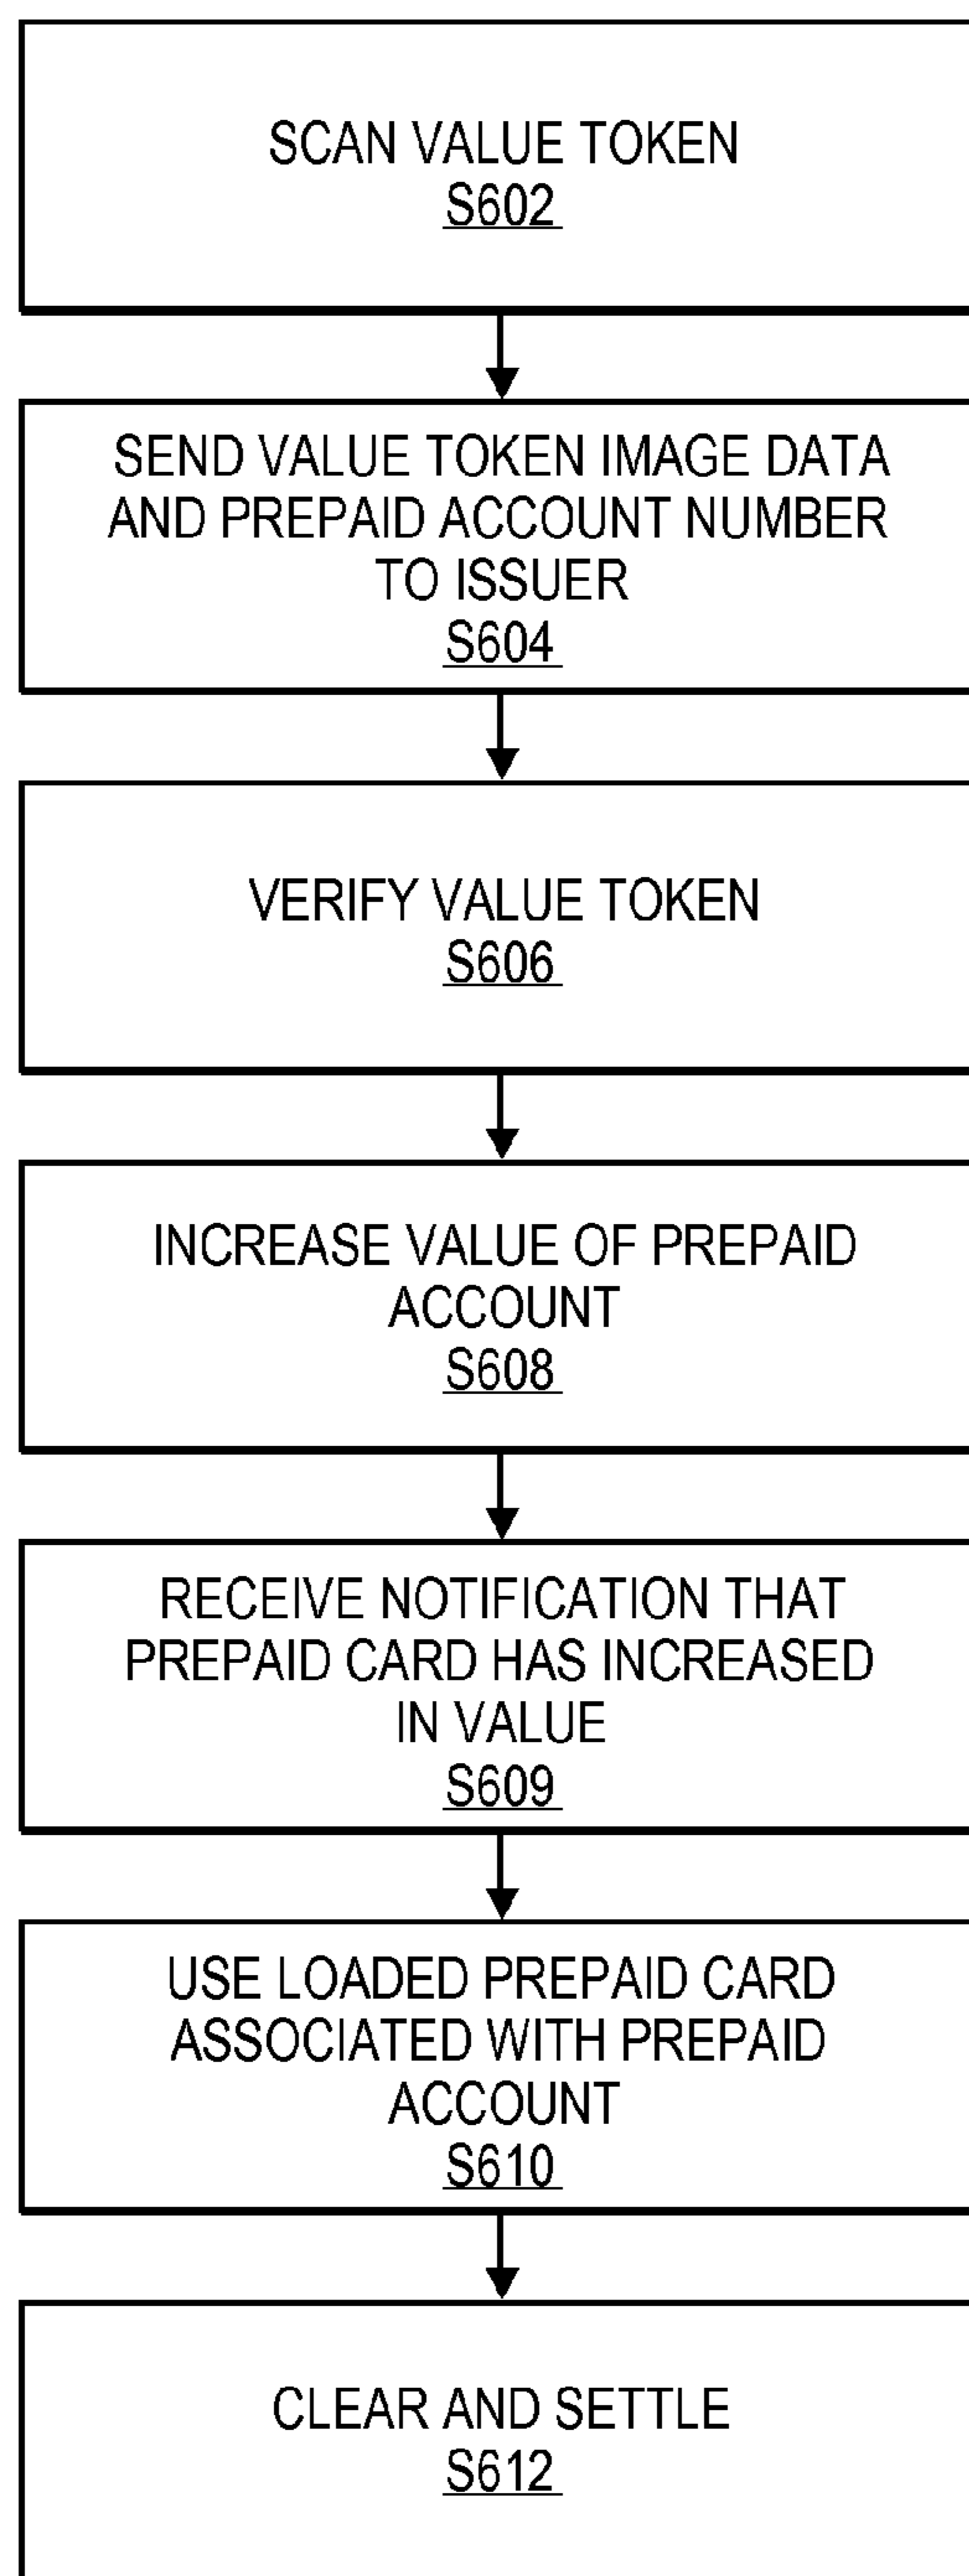 SCAN VALUE TOKEN
S602
SEND VALUE TOKEN IMAGE DATA
AND PREPAID ACCOUNT NUMBER
TO ISSUER
S604
VERIFY VALUE TOKEN
S606
INCREASE VALUE OF PREPAID
ACCOUNT
S608
RECEIVE NOTIFICATION THAT
PREPAID CARD HAS INCREASED
IN VALUE
S609
USE LOADED PREPAID CARD
ASSOCIATED WITH PREPAID
ACCOUNT
S610
CLEAR AND SETTLE
S612